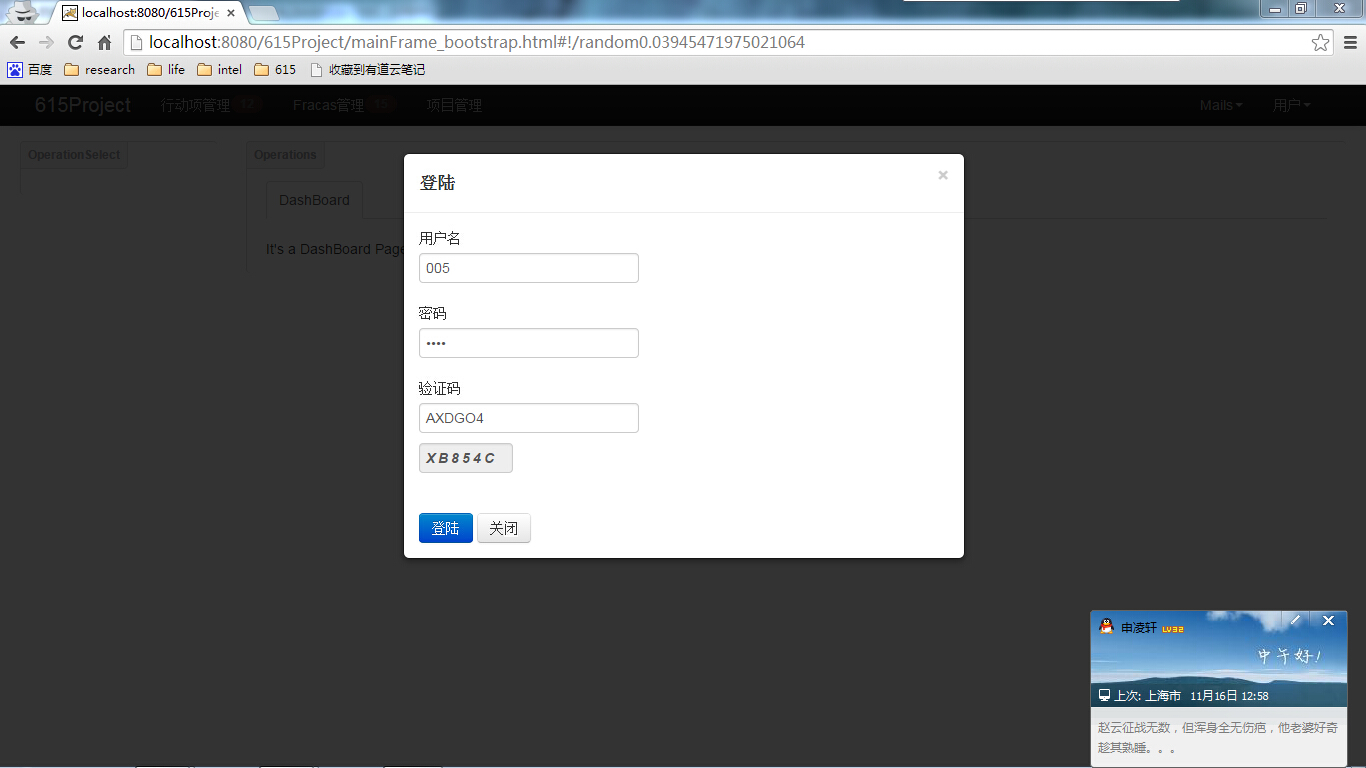 localhost:8080/615Proje
localhost:8080/615Project/mainFrame_bootstrap.html#!/random0.03945471975021064
百度 research life intel 615 收藏到有道云笔记
615Project 行动项管理 12 Fracas管理 15 项目管理 Mails 用户
OperationSelect
Operations
DashBoard
It's a DashBoard Page
登陆 ×
用户名
005
密码
••••
验证码
AXDGO4
XB854C
登陆 关闭
申凌轩 LV32
中午好!
上次: 上海市 11月16日 12:58
赵云征战无数，但浑身全无伤疤，他老婆好奇
趁其熟睡。。。